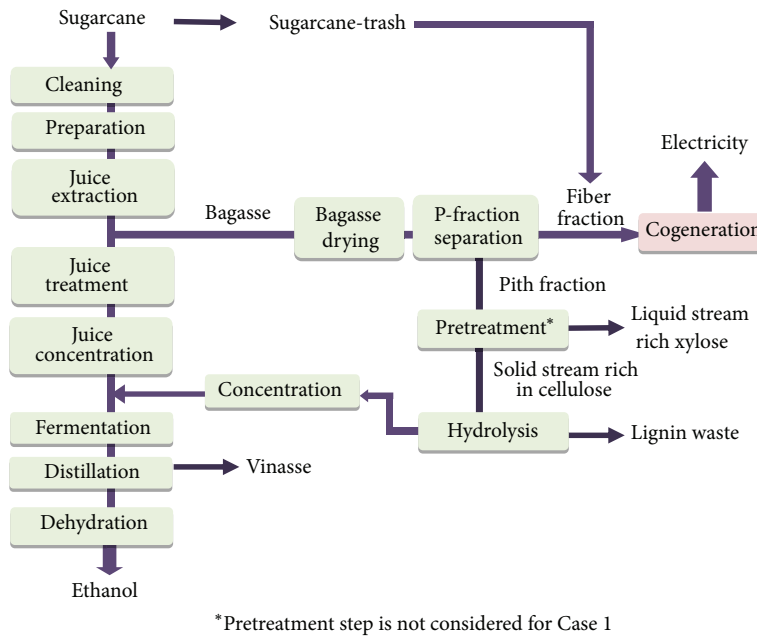 Sugarcane
Sugarcane-trash
Cleaning
Preparation
Juice
extraction
Electricity
Bagasse
Bagasse
drying
P-fraction
separation
Fiber
fraction
Cogeneration
Juice
treatment
Pith fraction
Juice
concentration
Pretreatment*
Liquid stream
rich xylose
Solid stream rich
in cellulose
Concentration
Fermentation
Hydrolysis
Lignin waste
Distillation
Vinasse
Dehydration
Ethanol
*Pretreatment step is not considered for Case 1